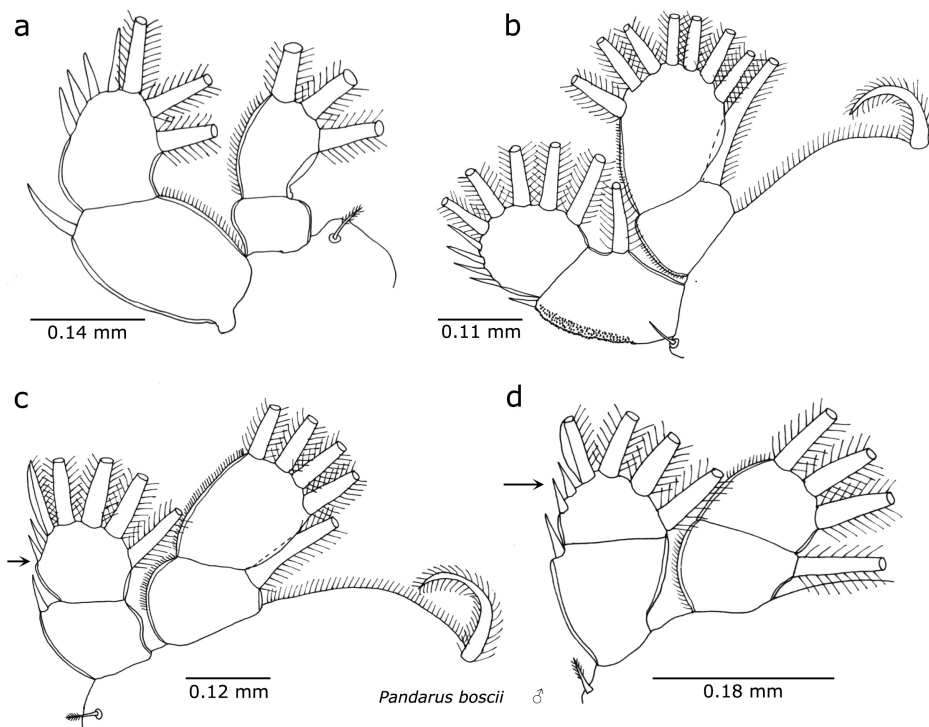 a
b
0.14 mm
0.11 mm
c
d
0.12 mm
0.18 mm
Pandarus boscii ♂